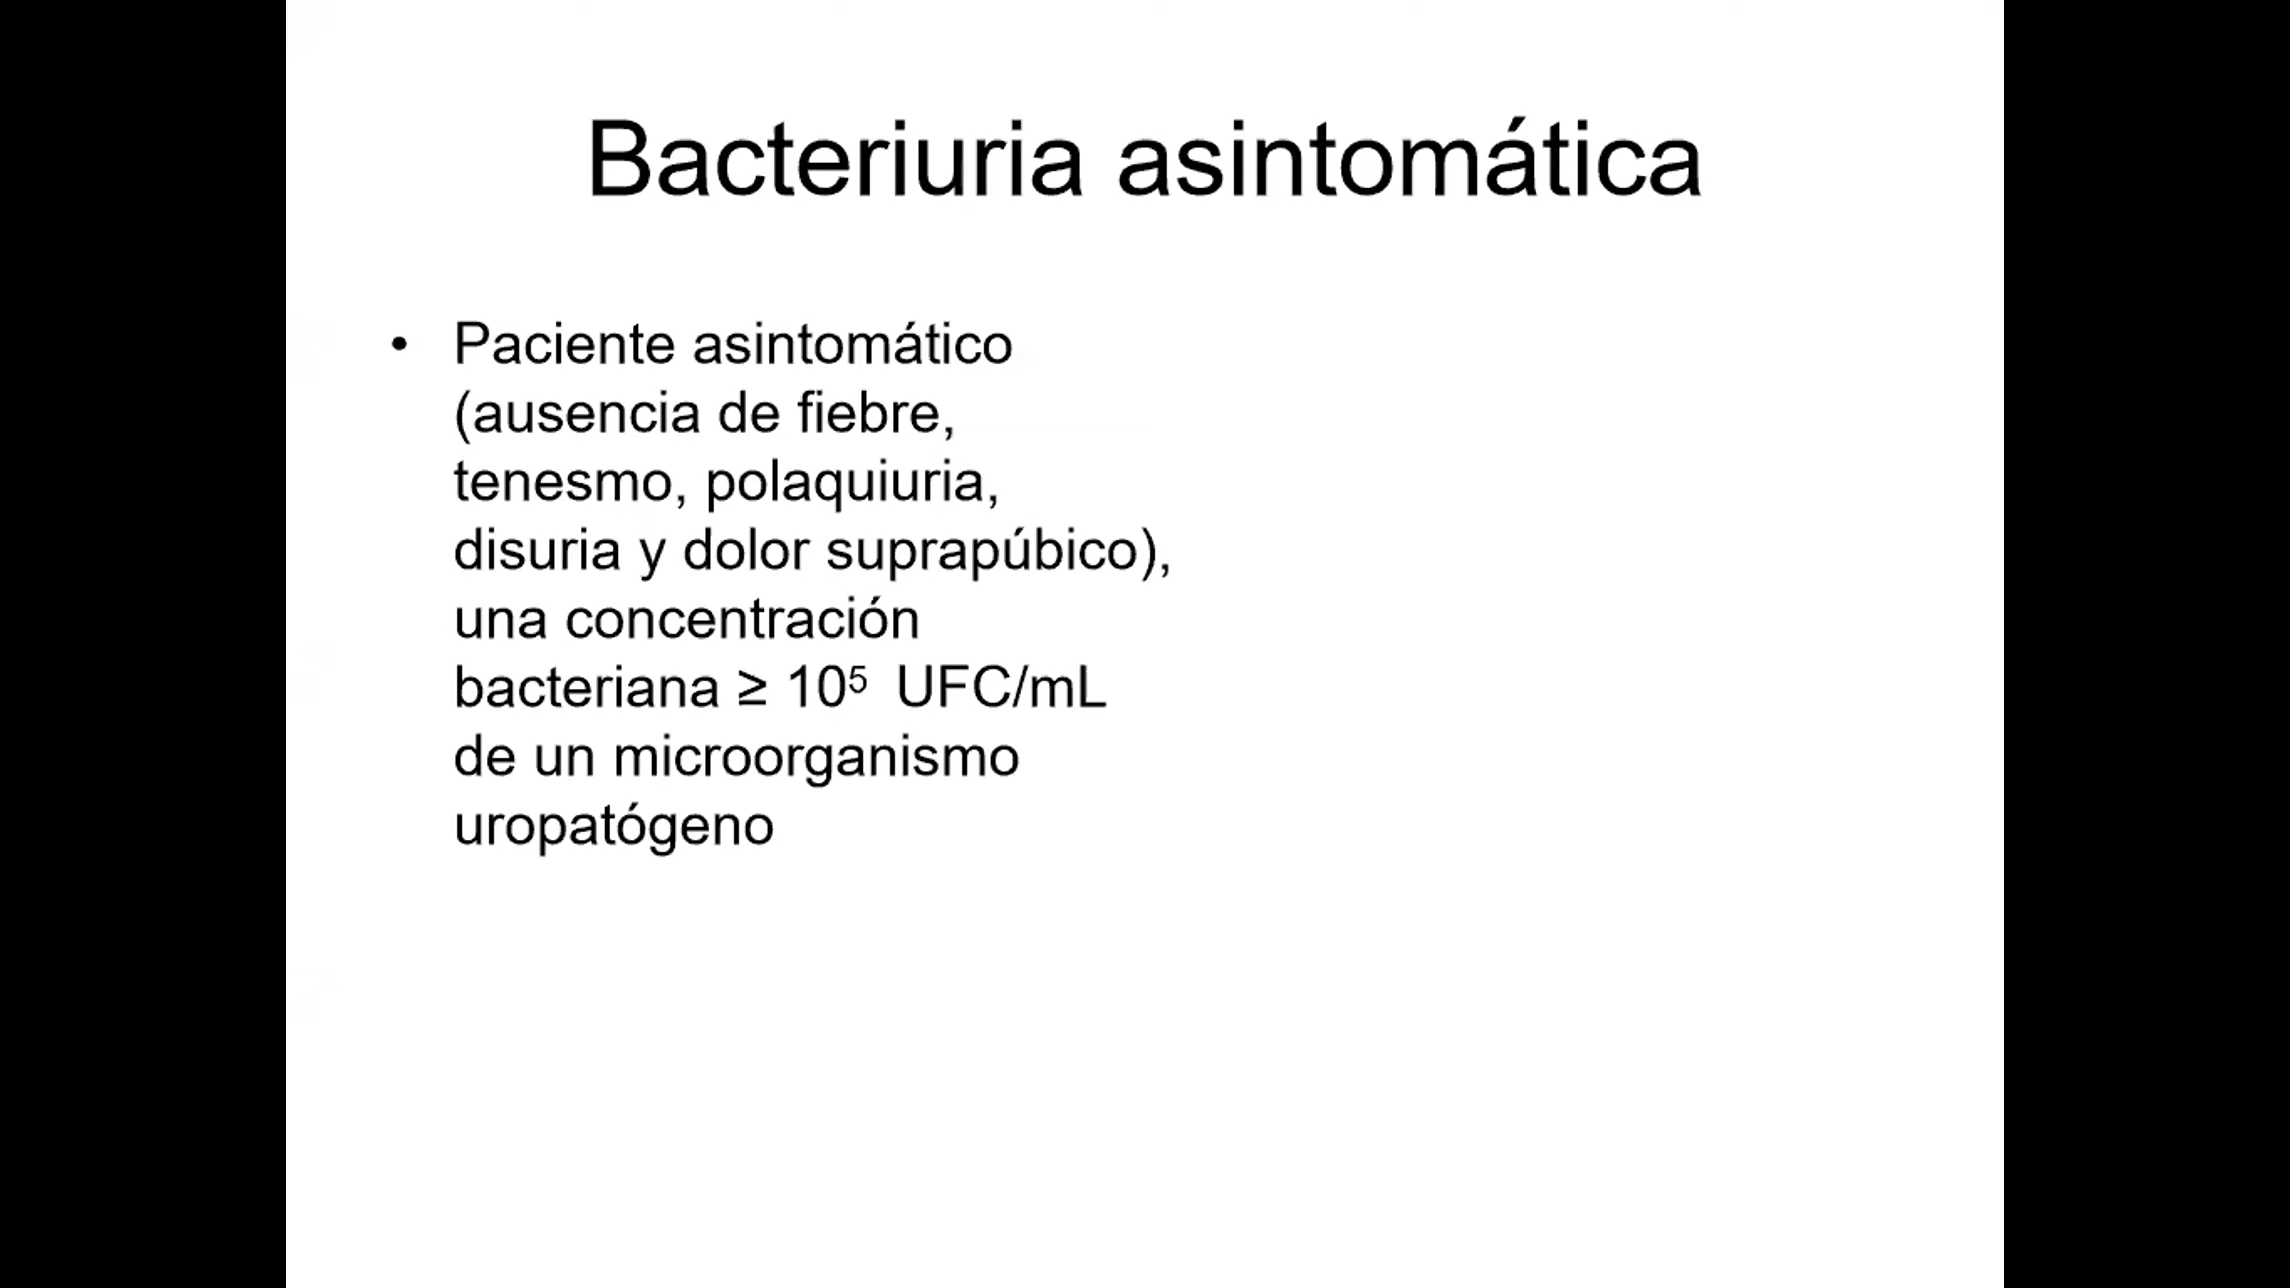 Bacteriuria asintomática
• Paciente asintomático
(ausencia de fiebre,
tenesmo, polaquiuria,
disuria y dolor suprapúbico),
una concentración
bacteriana ≥ 10⁵ UFC/mL
de un microorganismo
uropatógeno